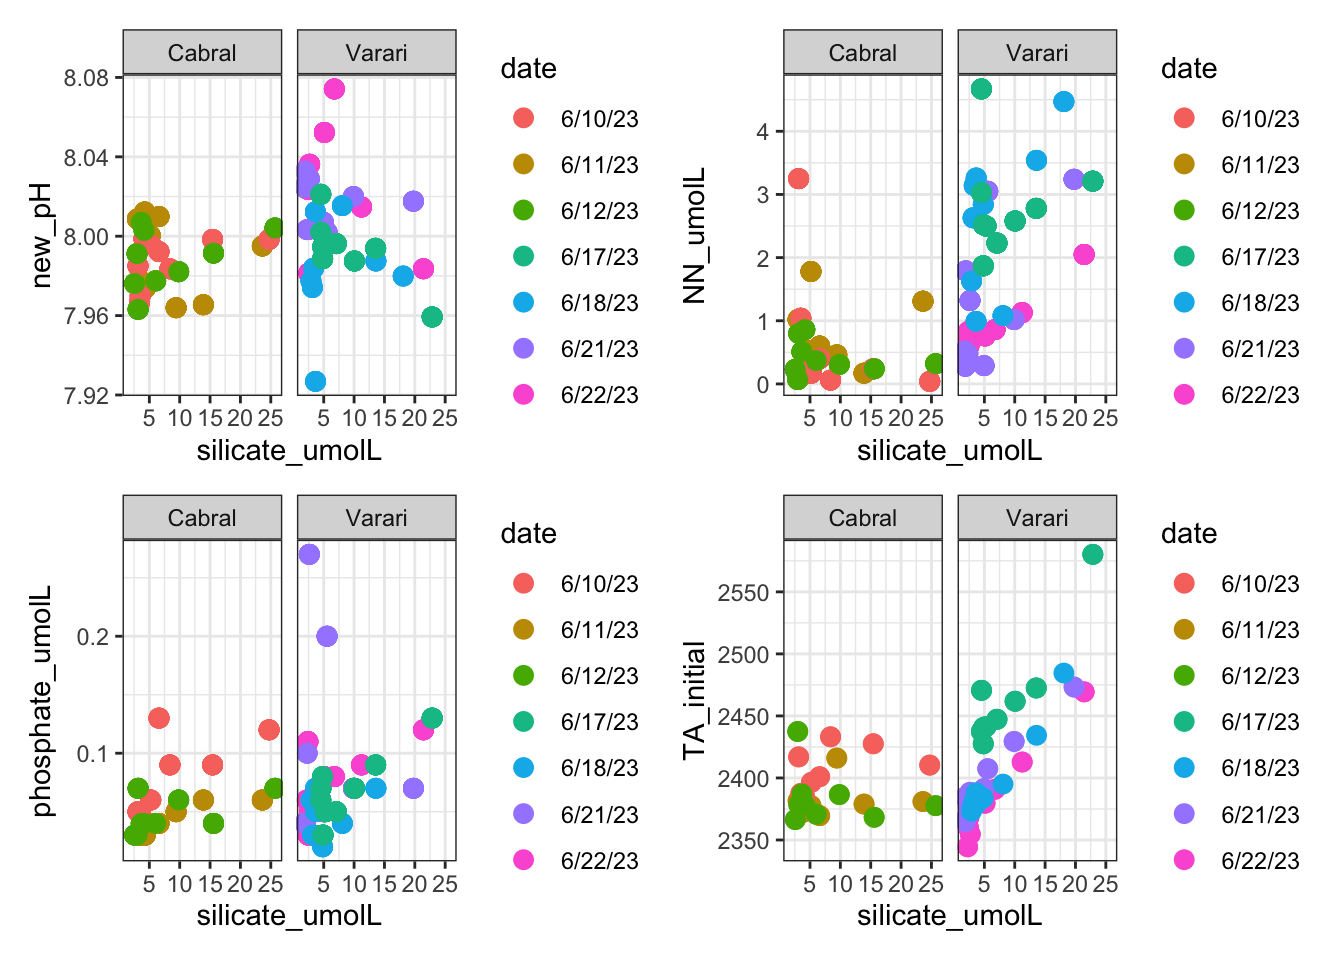 Cabral Varari
new_pH
8.08
8.04
8.00
7.96
7.92
5 10 15 20 25 5 10 15 20 25
silicate_umolL
date
6/10/23
6/11/23
6/12/23
6/17/23
6/18/23
6/21/23
6/22/23
Cabral Varari
NN_umolL
4
3
2
1
0
5 10 15 20 25 5 10 15 20 25
silicate_umolL
date
6/10/23
6/11/23
6/12/23
6/17/23
6/18/23
6/21/23
6/22/23
Cabral Varari
phosphate_umolL
0.2
0.1
5 10 15 20 25 5 10 15 20 25
silicate_umolL
date
6/10/23
6/11/23
6/12/23
6/17/23
6/18/23
6/21/23
6/22/23
Cabral Varari
TA_initial
2550
2500
2450
2400
2350
5 10 15 20 25 5 10 15 20 25
silicate_umolL
date
6/10/23
6/11/23
6/12/23
6/17/23
6/18/23
6/21/23
6/22/23